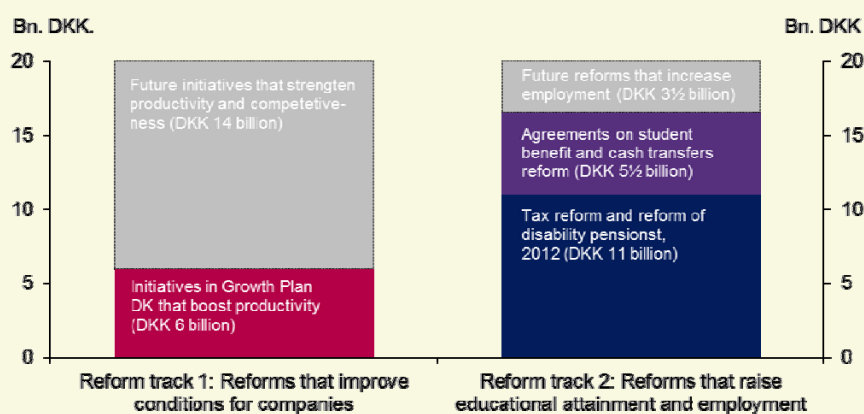 Bn. DKK.
Bn. DKK
20
15
10
5
0
Future initiatives that strengten
productivity and competetive-
ness (DKK 14 billion)
Initiatives in Growth Plan
DK that boost productivity
(DKK 6 billion)
Future reforms that increase
employment (DKK 3½ billion)
Agreements on student
benefit and cash transfers
reform (DKK 5½ billion)
Tax reform and reform of
disability pensionst,
2012 (DKK 11 billion)
20
15
10
5
0
Reform track 1: Reforms that improve
conditions for companies
Reform track 2: Reforms that raise
educational attainment and employment